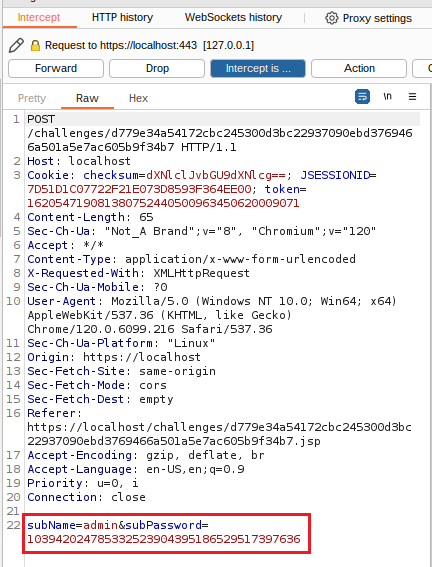 Intercept HTTP history WebSockets history Proxy settings
Request to https://localhost:443 [127.0.0.1]
Forward Drop Intercept is ... Action
Pretty Raw Hex \n
1 POST
/challenges/d779e34a54172cbc245300d3bc22937090ebd376946
6a501a5e7ac605b9f34b7 HTTP/1.1
2 Host: localhost
3 Cookie: checksum=dXNlclJvbGU9dXNlcg==; JSESSIONID=
7D51D1C07722F21E073D8593F364EE00; token=
162054719081380752440500963450620009071
4 Content-Length: 65
5 Sec-Ch-Ua: "Not_A Brand";v="8", "Chromium";v="120"
6 Accept: */*
7 Content-Type: application/x-www-form-urlencoded
8 X-Requested-With: XMLHttpRequest
9 Sec-Ch-Ua-Mobile: ?0
10 User-Agent: Mozilla/5.0 (Windows NT 10.0; Win64; x64)
AppleWebKit/537.36 (KHTML, like Gecko)
Chrome/120.0.6099.216 Safari/537.36
11 Sec-Ch-Ua-Platform: "Linux"
12 Origin: https://localhost
13 Sec-Fetch-Site: same-origin
14 Sec-Fetch-Mode: cors
15 Sec-Fetch-Dest: empty
16 Referer:
https://localhost/challenges/d779e34a54172cbc245300d3bc
22937090ebd3769466a501a5e7ac605b9f34b7.jsp
17 Accept-Encoding: gzip, deflate, br
18 Accept-Language: en-US,en;q=0.9
19 Priority: u=0, i
20 Connection: close
21
22 subName=admin&subPassword=
103942024785332523904395186529517397636